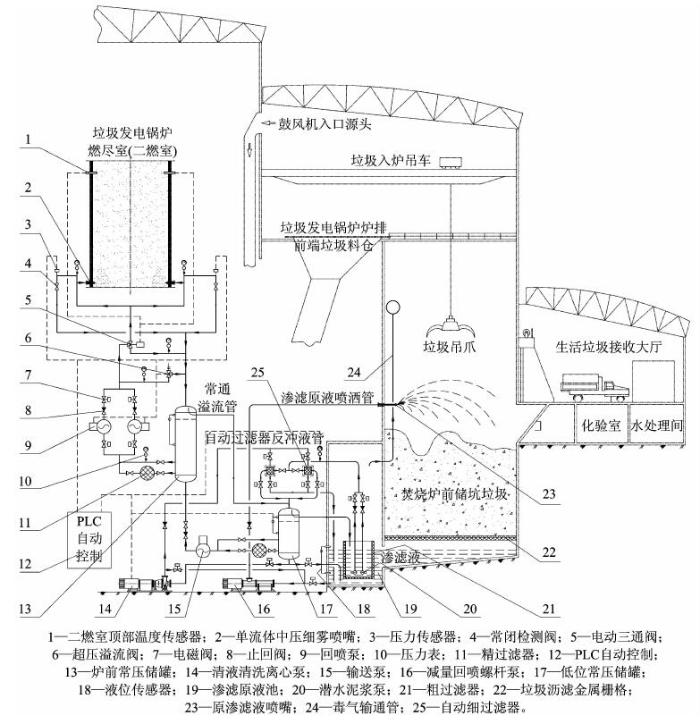 鼓风机入口源头
垃圾发电锅炉
燃尽室(二燃室)
垃圾入炉吊车
垃圾发电锅炉炉排
前端垃圾料仓
1
2
3
4
5
6
7
8
9
10
11
12
13
14
15
16
17
18
19
20
21
22
23
24
25
垃圾吊爪
生活垃圾接收大厅
常通
溢流管
渗滤原液喷洒管
自动过滤器反冲液管
化验室
水处理间
焚烧炉前储坑垃圾
PLC
自动
控制
渗滤液
1—二燃室顶部温度传感器；2—单流体中压细雾喷嘴；3—压力传感器；4—常闭检测阀；5—电动三通阀；
6—超压溢流阀；7—电磁阀；8—止回阀；9—回喷泵；10—压力表；11—精过滤器；12—PLC自动控制；
13—炉前常压储罐；14—清液清洗离心泵；15—输送泵；16—减量回喷螺杆泵；17—低位常压储罐；
18—液位传感器；19—渗滤原液池；20—潜水泥浆泵；21—粗过滤器；22—垃圾沥滤金属栅格；
23—原渗滤液喷嘴；24—毒气输通管；25—自动细过滤器。